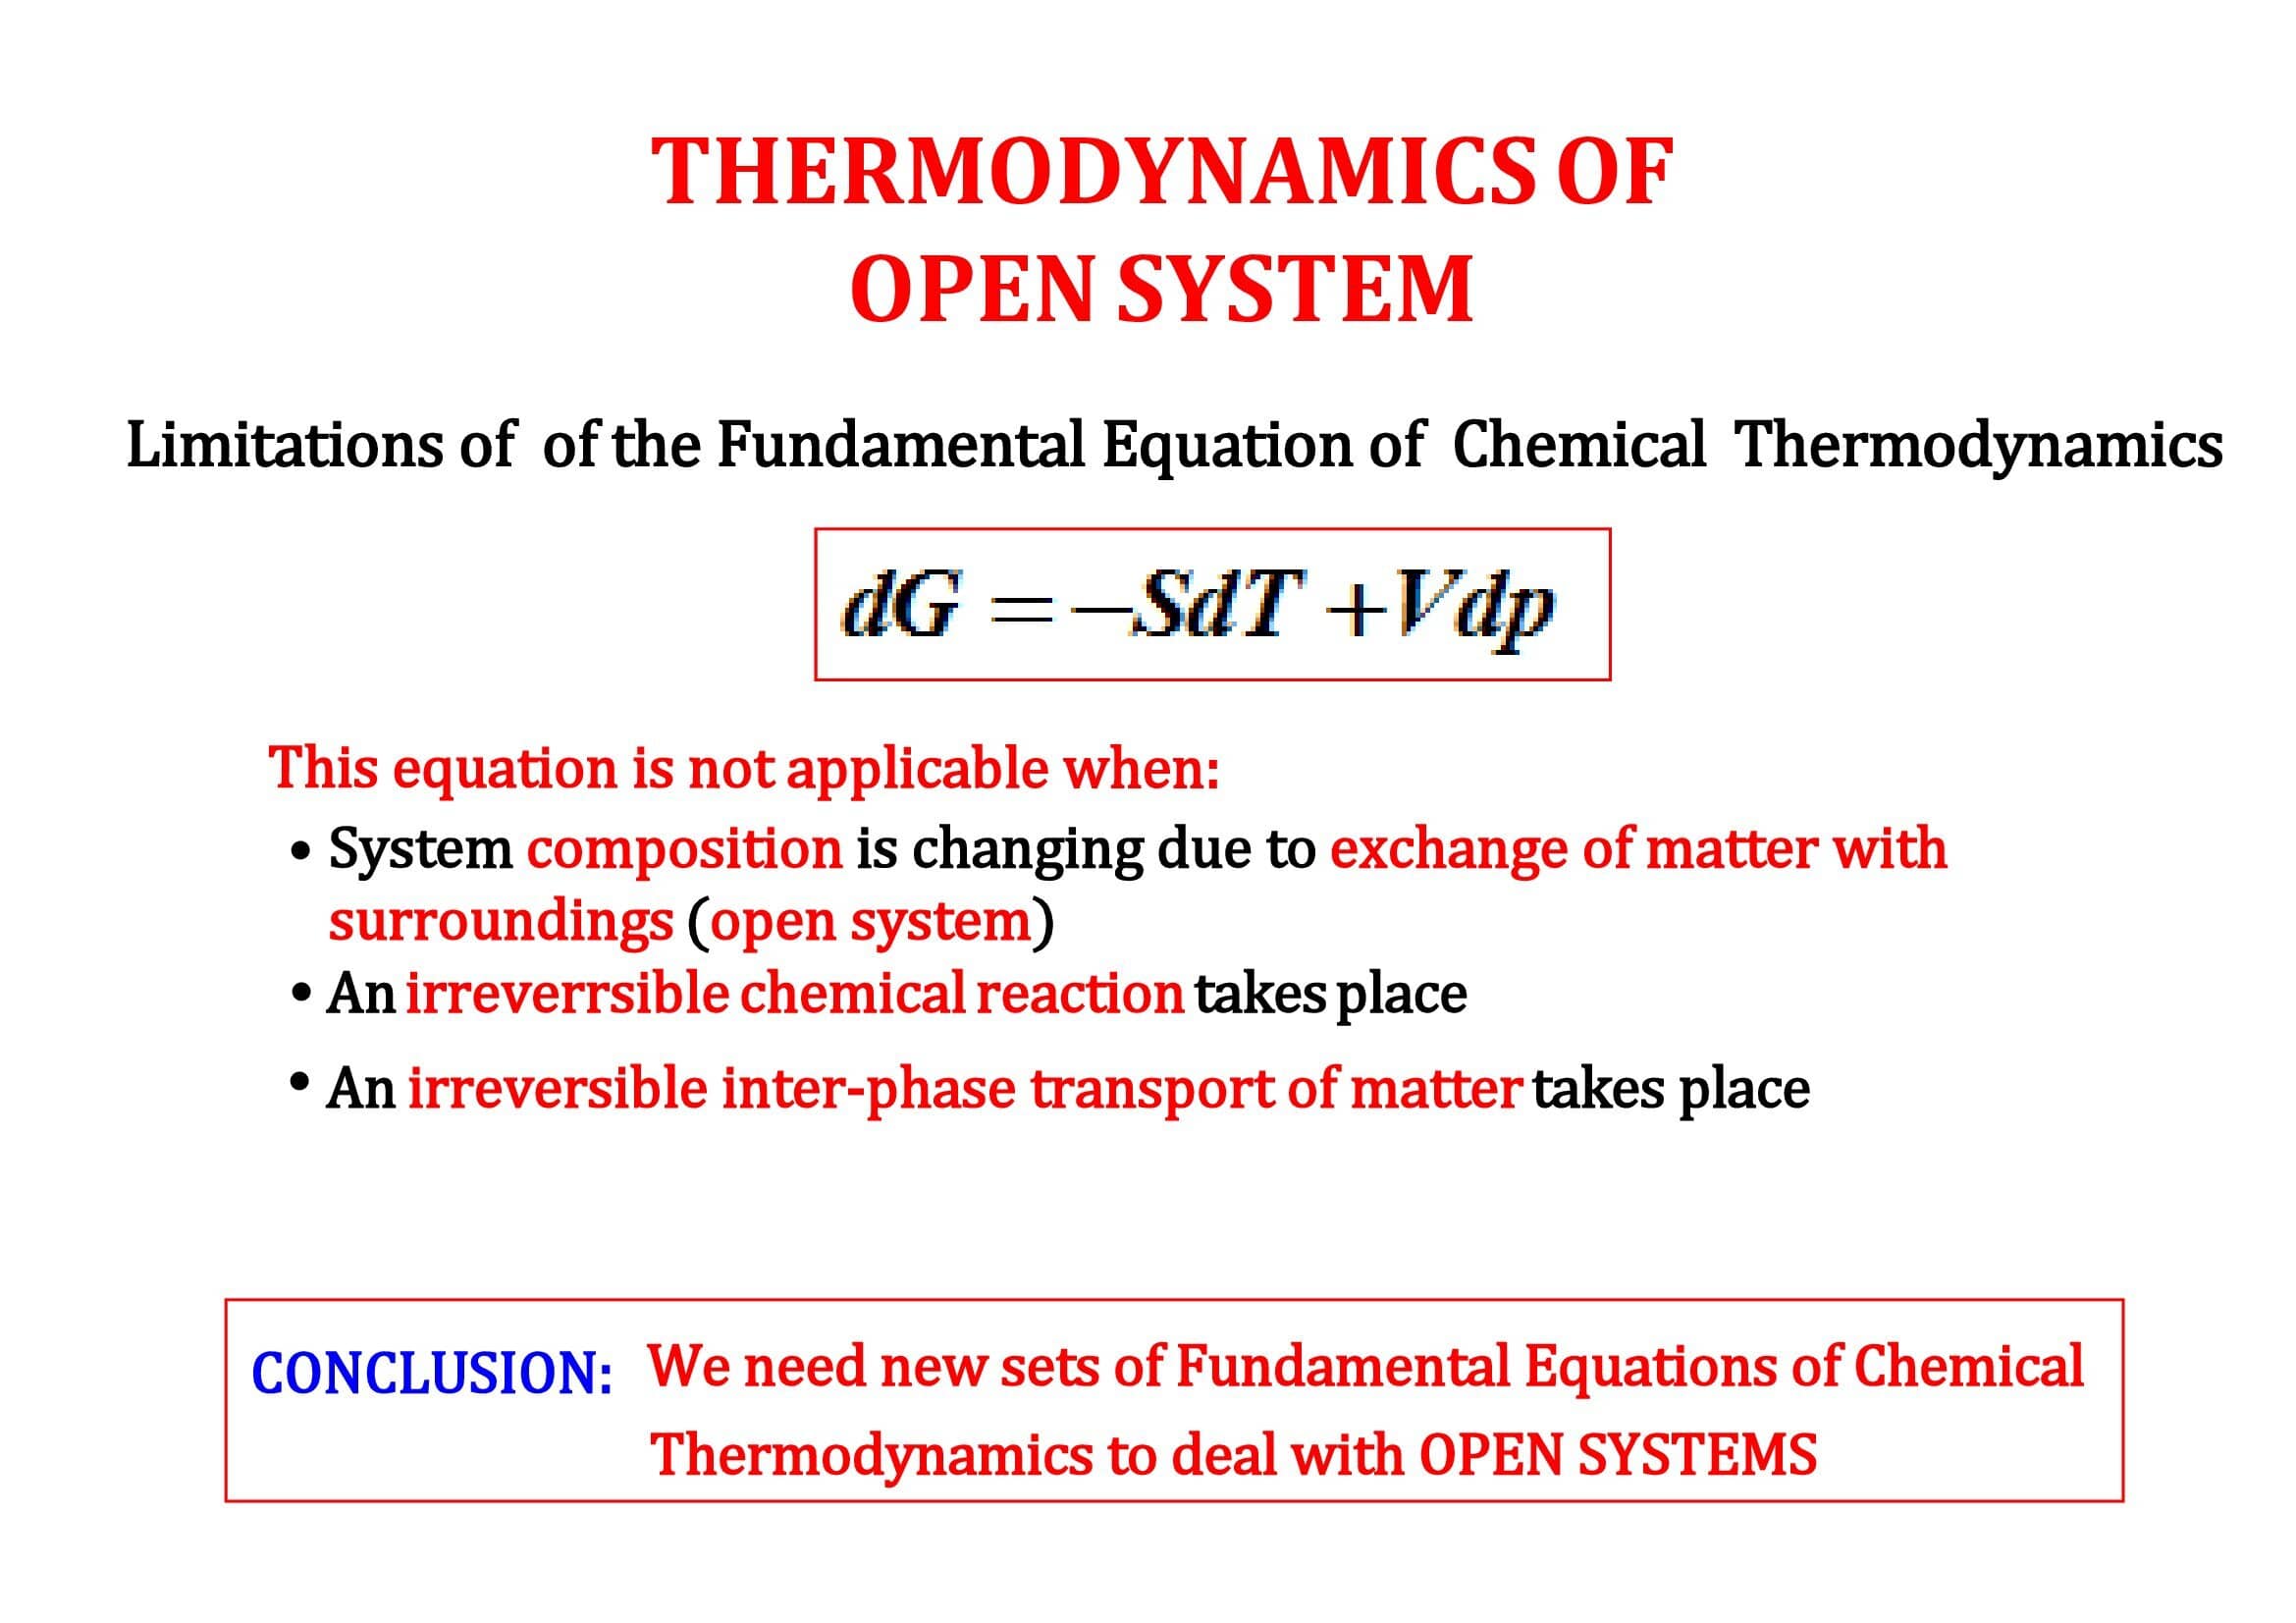 THERMODYNAMICS OF
OPEN SYSTEM
Limitations of of the Fundamental Equation of Chemical Thermodynamics
dG = −SdT + Vdp
This equation is not applicable when:
• System composition is changing due to exchange of matter with
surroundings (open system)
• An irreverrsible chemical reaction takes place
• An irreversible inter-phase transport of matter takes place
CONCLUSION: We need new sets of Fundamental Equations of Chemical
Thermodynamics to deal with OPEN SYSTEMS